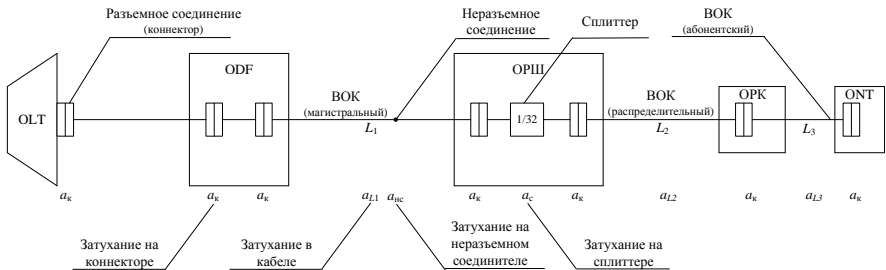 Разъемное соединение
(коннектор)
Неразъемное
соединение
Сплиттер
ВОК
(абонентский)
OLT
ODF
ВОК
(магистральный)
L1
ОРШ
1/32
ВОК
(распределительный)
L2
ОРК
L3
ONT
aк
aк
aк
aL1
aнс
aк
aс
aк
aL2
aк
aL3
aк
Затухание на
коннекторе
Затухание в
кабеле
Затухание на
неразъемном
соединителе
Затухание на
сплиттере